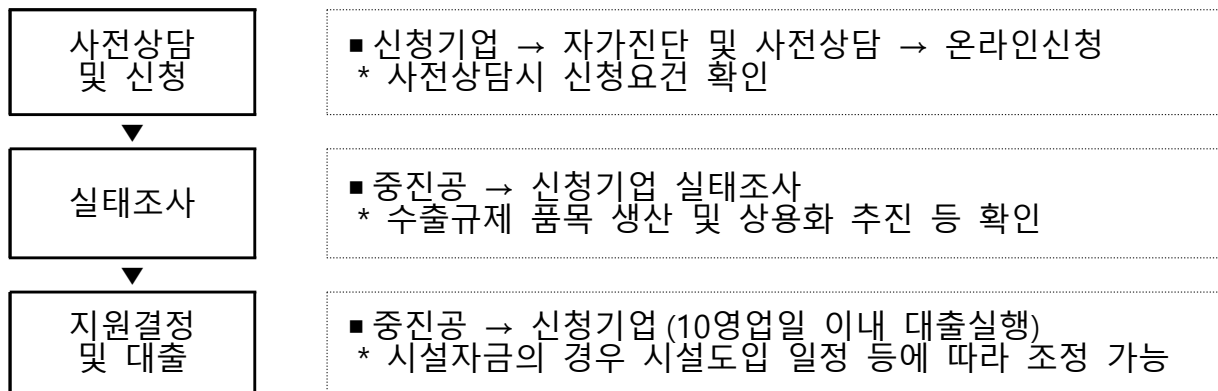 사전상담
및 신청
■ 신청기업 → 자가진단 및 사전상담 → 온라인신청
* 사전상담시 신청요건 확인
▼
실태조사
■ 중진공 → 신청기업 실태조사
* 수출규제 품목 생산 및 상용화 추진 등 확인
▼
지원결정
및 대출
■ 중진공 → 신청기업 (10영업일 이내 대출실행)
* 시설자금의 경우 시설도입 일정 등에 따라 조정 가능